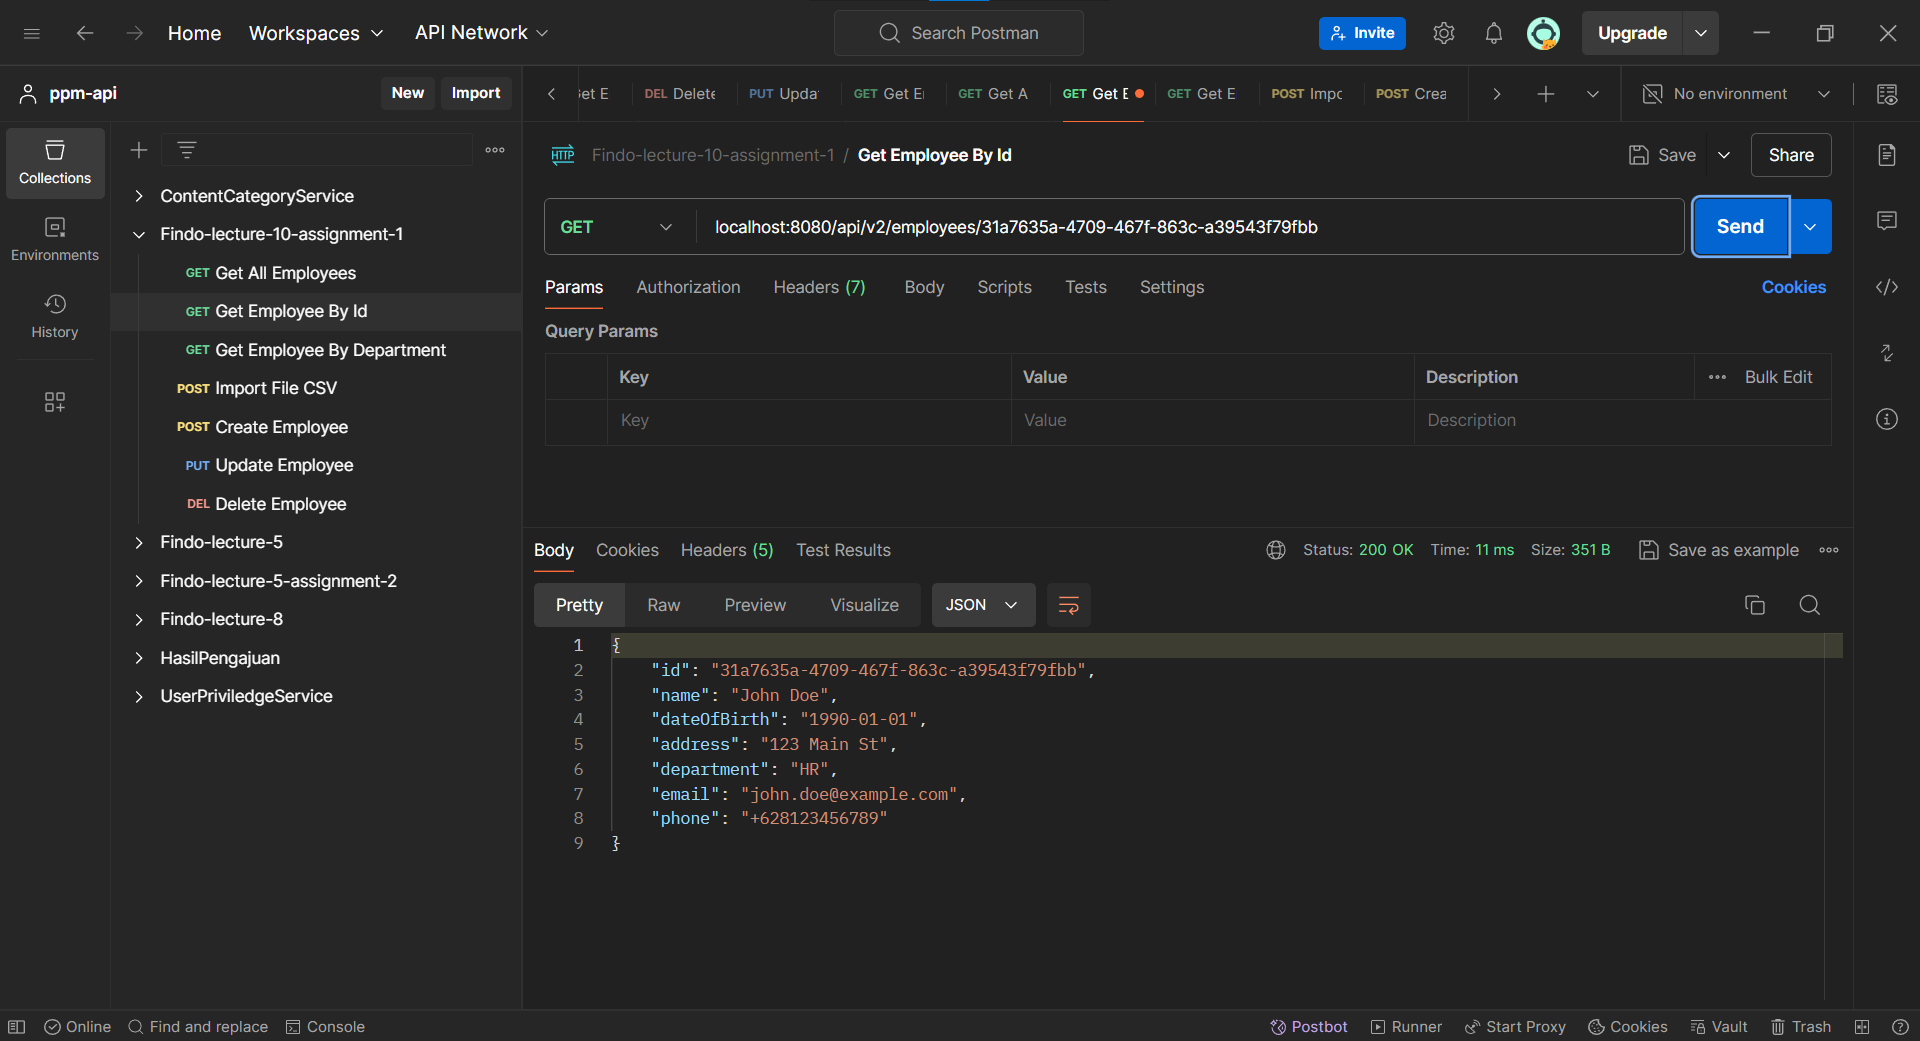 Home Workspaces API Network Search Postman Invite Upgrade
ppm-api New Import
et E DEL Delete PUT Upda GET Get E GET Get A GET Get E GET Get E POST Impo POST Crea No environment
Collections
Environments
History
ContentCategoryService
Findo-lecture-10-assignment-1
GET Get All Employees
GET Get Employee By Id
GET Get Employee By Department
POST Import File CSV
POST Create Employee
PUT Update Employee
DEL Delete Employee
Findo-lecture-5
Findo-lecture-5-assignment-2
Findo-lecture-8
HasilPengajuan
UserPriviledgeService
HTTP Findo-lecture-10-assignment-1 / Get Employee By Id Save Share
GET localhost:8080/api/v2/employees/31a7635a-4709-467f-863c-a39543f79fbb Send
Params Authorization Headers (7) Body Scripts Tests Settings Cookies
Query Params
Key Value Description Bulk Edit
Key Value Description
Body Cookies Headers (5) Test Results Status: 200 OK Time: 11 ms Size: 351 B Save as example
Pretty Raw Preview Visualize JSON
1 {
2 "id": "31a7635a-4709-467f-863c-a39543f79fbb",
3 "name": "John Doe",
4 "dateOfBirth": "1990-01-01",
5 "address": "123 Main St",
6 "department": "HR",
7 "email": "john.doe@example.com",
8 "phone": "+628123456789"
9 }
Online Find and replace Console Postbot Runner Start Proxy Cookies Vault Trash